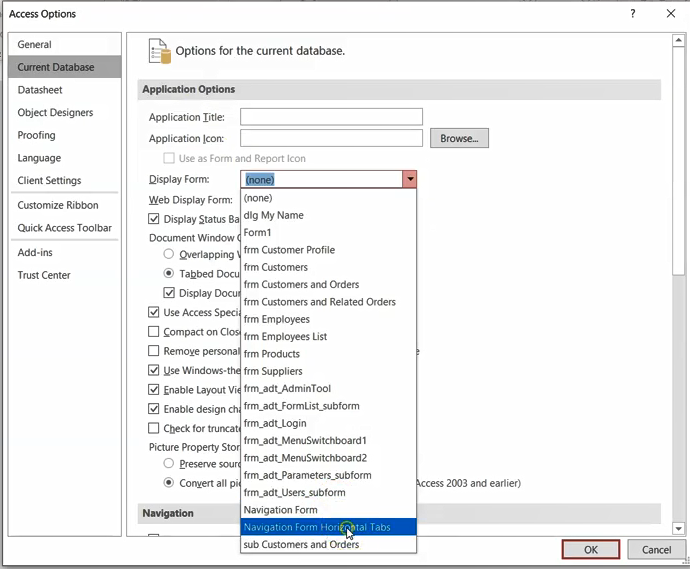 Access Options
?
General
Current Database
Datasheet
Object Designers
Proofing
Language
Client Settings
Customize Ribbon
Quick Access Toolbar
Add-ins
Trust Center
Options for the current database.
Application Options
Application Title:
Application Icon:
Browse...
Use as Form and Report Icon
Display Form:
(none)
Web Display Form:
Display Status Ba
Document Window
Overlapping
Tabbed Docu
Display Docu
Use Access Specia
Compact on Close
Remove personal
Use Windows-the
Enable Layout Vie
Enable design cha
Check for truncate
Picture Property Stor
Preserve sourc
Convert all pic
Access 2003 and earlier)
Navigation
(none)
dlg My Name
Form1
frm Customer Profile
frm Customers
frm Customers and Orders
frm Customers and Related Orders
frm Employees
frm Employees List
frm Products
frm Suppliers
frm_adt_AdminTool
frm_adt_FormList_subform
frm_adt_Login
frm_adt_MenuSwitchboard1
frm_adt_MenuSwitchboard2
frm_adt_Parameters_subform
frm_adt_Users_subform
Navigation Form
Navigation Form Horizontal Tabs
sub Customers and Orders
OK
Cancel